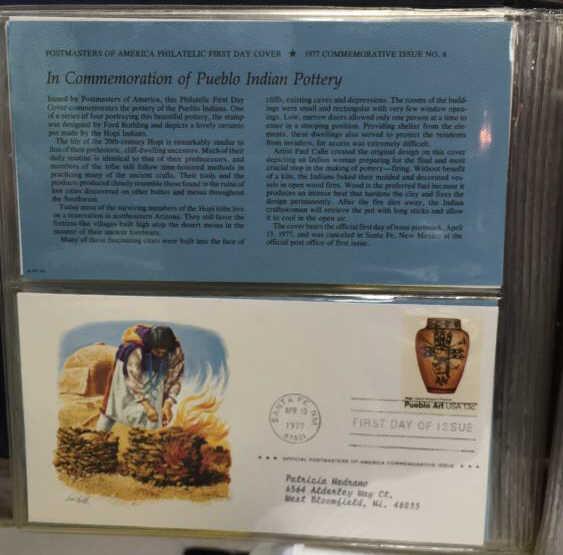 POSTMASTERS OF AMERICA PHILATELIC FIRST DAY COVER ★ 1977 COMMEMORATIVE ISSUE NO. 8
In Commemoration of Pueblo Indian Pottery
Issued by Postmasters of America, this Philatelic First Day
Cover commemorates the pottery of the Pueblo Indians. One
of a series of four portraying this beautiful pottery, the stamp
was designed by Ford Ruthling and depicts a lovely ceramic
pot made by the Hopi Indians.
The life of the 20th-century Hopi is remarkably similar to
that of their prehistoric, cliff-dwelling ancestors. Much of their
daily routine is identical to that of their predecessors, and
members of the tribe still follow time-honored methods in
practicing many of the ancient crafts. Their tools and the
products produced closely resemble those found in the ruins of
lost cities discovered on other buttes and mesas throughout
the Southwest.
Today most of the surviving members of the Hopi tribe live
on a reservation in northeastern Arizona. They still favor the
fortress-like villages built high atop the desert mesas in the
manner of their ancient forebears.
Many of these fascinating cities were built into the face of
cliffs, existing caves and depressions. The rooms of the build-
ings were small and rectangular with very few window open-
ings. Low, narrow doors allowed only one person at a time to
enter in a stooping position. Providing shelter from the ele-
ments, these dwellings also served to protect the residents
from invaders, for access was extremely difficult.
Artist Paul Calle created the original design on this cover
depicting an Indian woman preparing for the final and most
crucial step in the making of pottery—firing. Without benefit
of a kiln, the Indians baked their molded and decorated ves-
sels in open wood fires. Wood is the preferred fuel because it
produces an intense heat that hardens the clay and fixes the
design permanently. After the fire dies away, the Indian
craftswoman will retrieve the pot with long sticks and allow
it to cool in the open air.
The cover bears the official first day of issue postmark, April
13, 1977, and was canceled in Santa Fe, New Mexico at the
official post office of first issue.
SANTA FE, NM
APR 13
1977
87501
Pueblo Art USA 13c
FIRST DAY OF ISSUE
★ ★ ★ OFFICIAL POSTMASTERS OF AMERICA COMMEMORATIVE ISSUE ★ ★ ★
Patricia Medrano
6564 Alderley Way Ct.
West Bloomfield, Mi. 48033